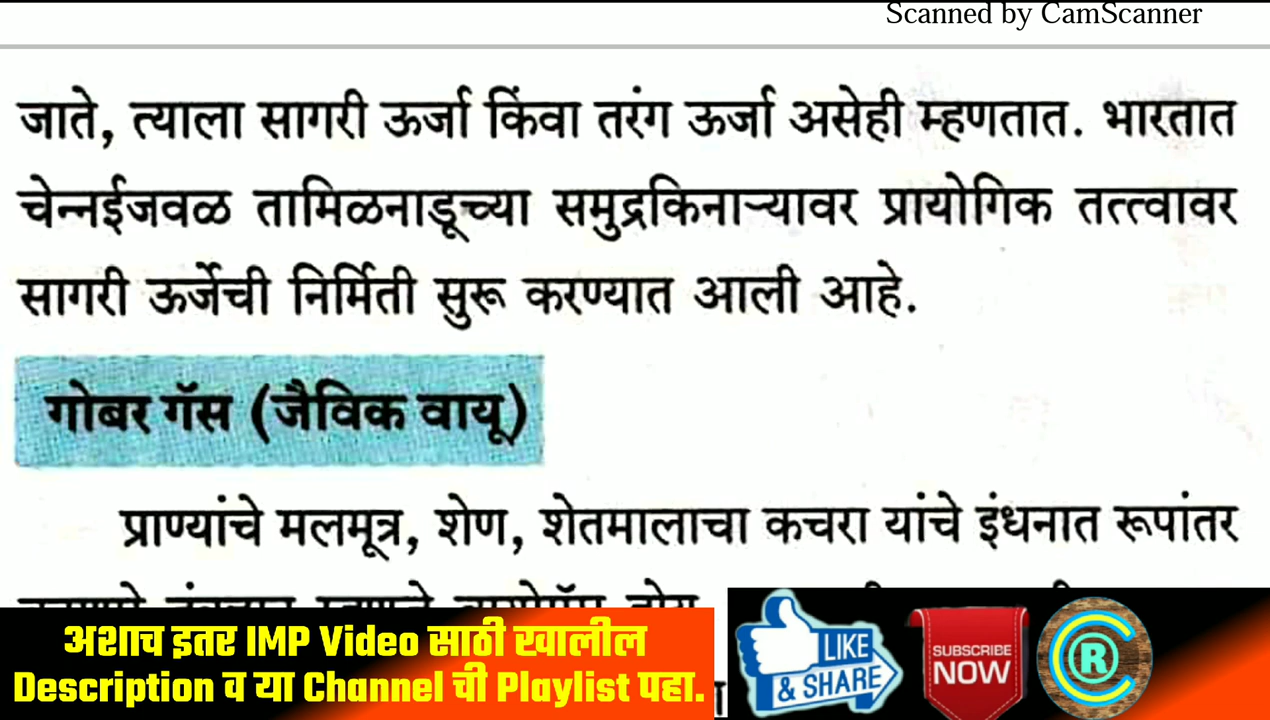 Scanned by CamScanner
जाते, त्याला सागरी ऊर्जा किंवा तरंग ऊर्जा असेही म्हणतात. भारतात
चेन्नईजवळ तामिळनाडूच्या समुद्रकिनाऱ्यावर प्रायोगिक तत्त्वावर
सागरी ऊर्जेची निर्मिती सुरू करण्यात आली आहे.
गोबर गॅस (जैविक वायू)
प्राण्यांचे मलमूत्र, शेण, शेतमालाचा कचरा यांचे इंधनात रूपांतर
अशाच इतर IMP Video साठी खालील
Description व या Channel ची Playlist पहा.
LIKE
& SHARE
SUBSCRIBE
NOW
R